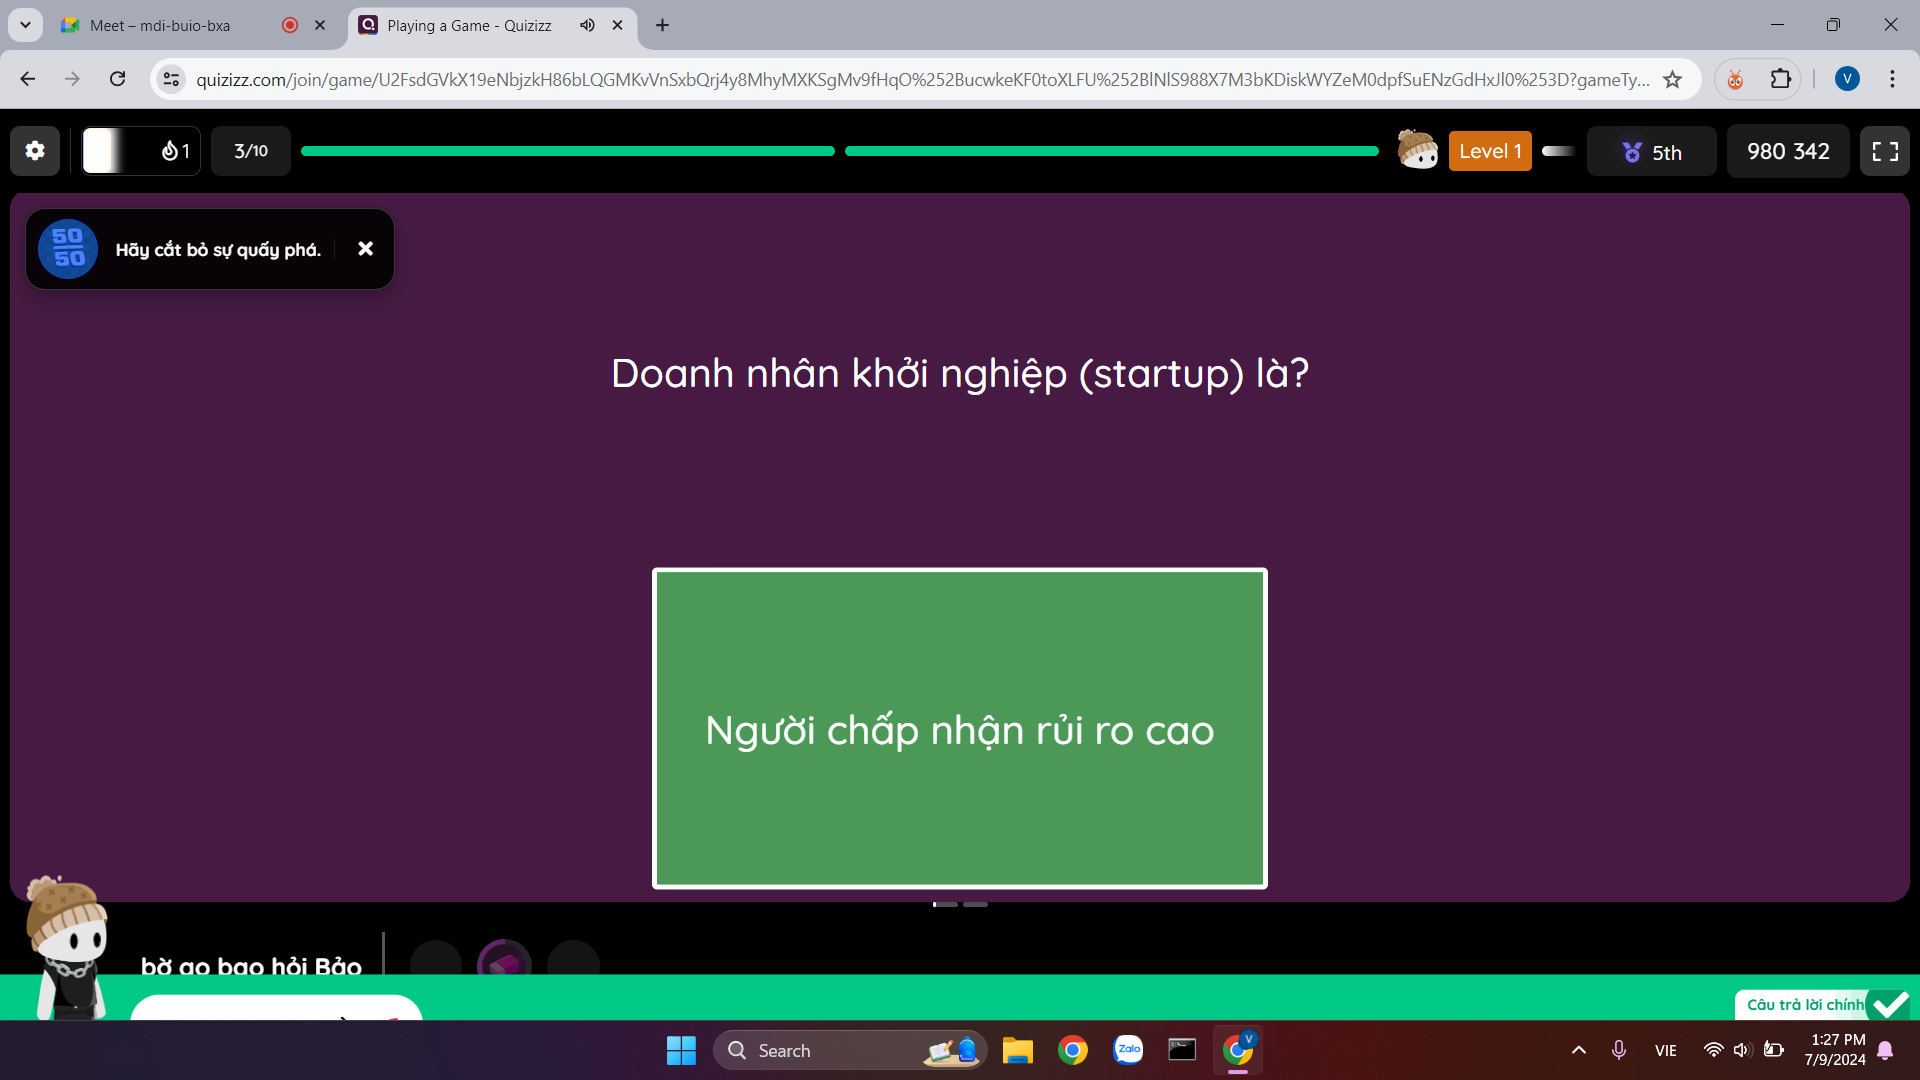 Meet – mdi-buio-bxa
Playing a Game - Quizizz
quizizz.com/join/game/U2FsdGVkX19eNbjzkH86bLQGMKvVnSxbQrj4y8MhyMXKSgMv9fHqO%252BucwkeKF0toXLFU%252BlNlS988X7M3bKDiskWYZeM0dpfSuENzGdHxJl0%253D?gameTy...
V
1
3/10
Level 1
5th
980 342
50 50
Hãy cắt bỏ sự quấy phá.
Doanh nhân khởi nghiệp (startup) là?
Người chấp nhận rủi ro cao
bờ ao bao hỏi Bảo
Câu trả lời chính
Search
Zalo
V
VIE
1:27 PM
7/9/2024